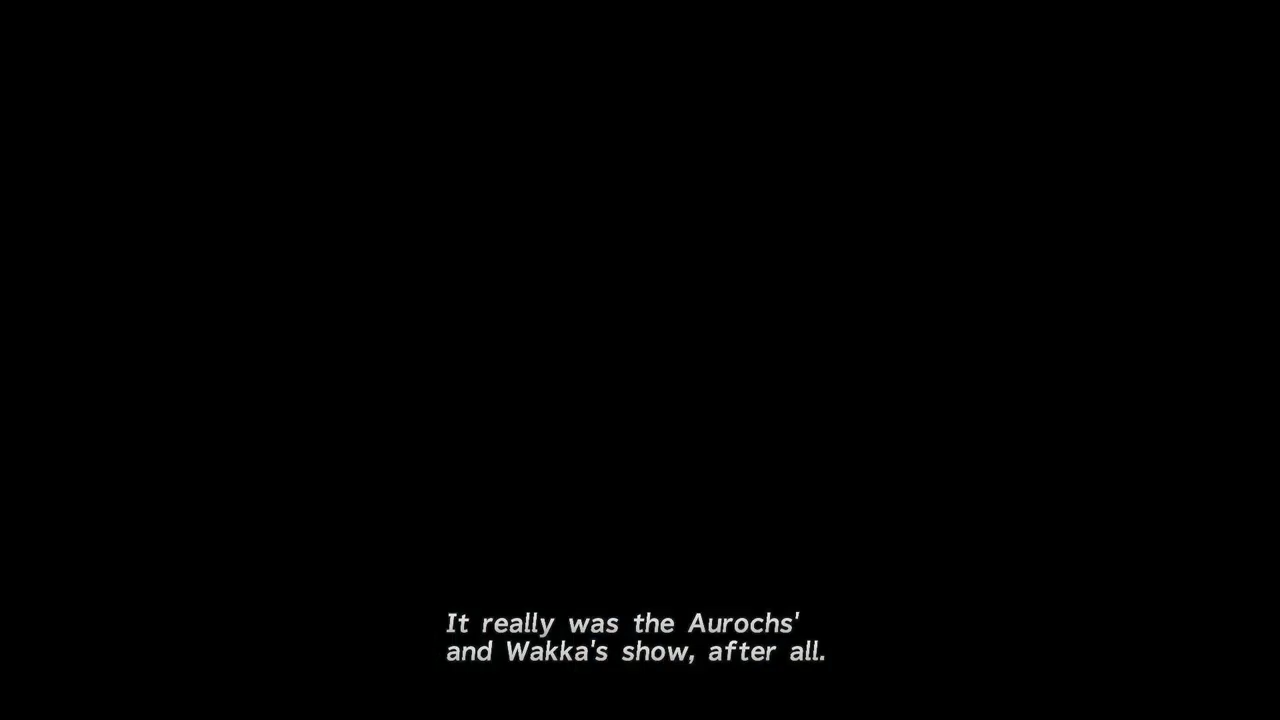 It really was the Aurochs'
and Wakka's show, after all.